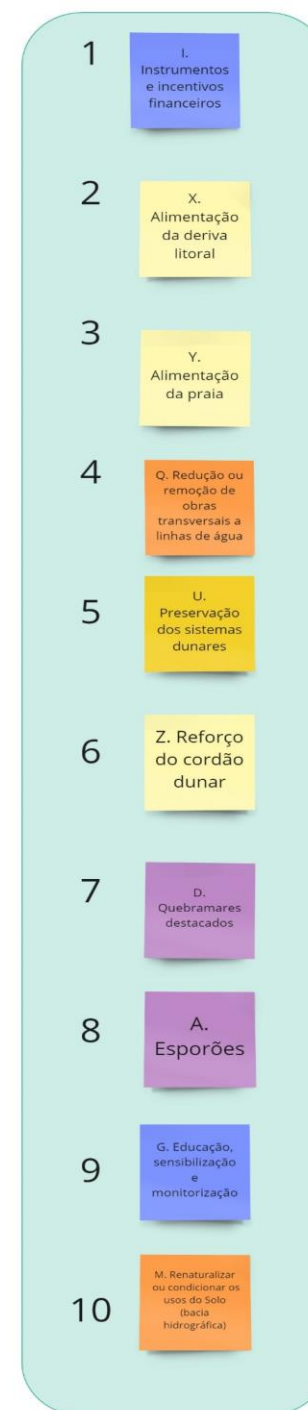 1
I.
Instrumentos
e incentivos
financeiros
2
X.
Alimentação
da deriva
litoral
3
Y.
Alimentação
da praia
4
Q. Redução ou
remoção de
obras
transversais a
linhas de água
5
U.
Preservação
dos sistemas
dunares
6
Z. Reforço
do cordão
dunar
7
D.
Quebramares
destacados
8
A.
Esporões
9
G. Educação,
sensibilização
e
monitorização
10
M. Renaturalizar
ou condicionar os
usos do Solo
(bacia
hidrográfica)